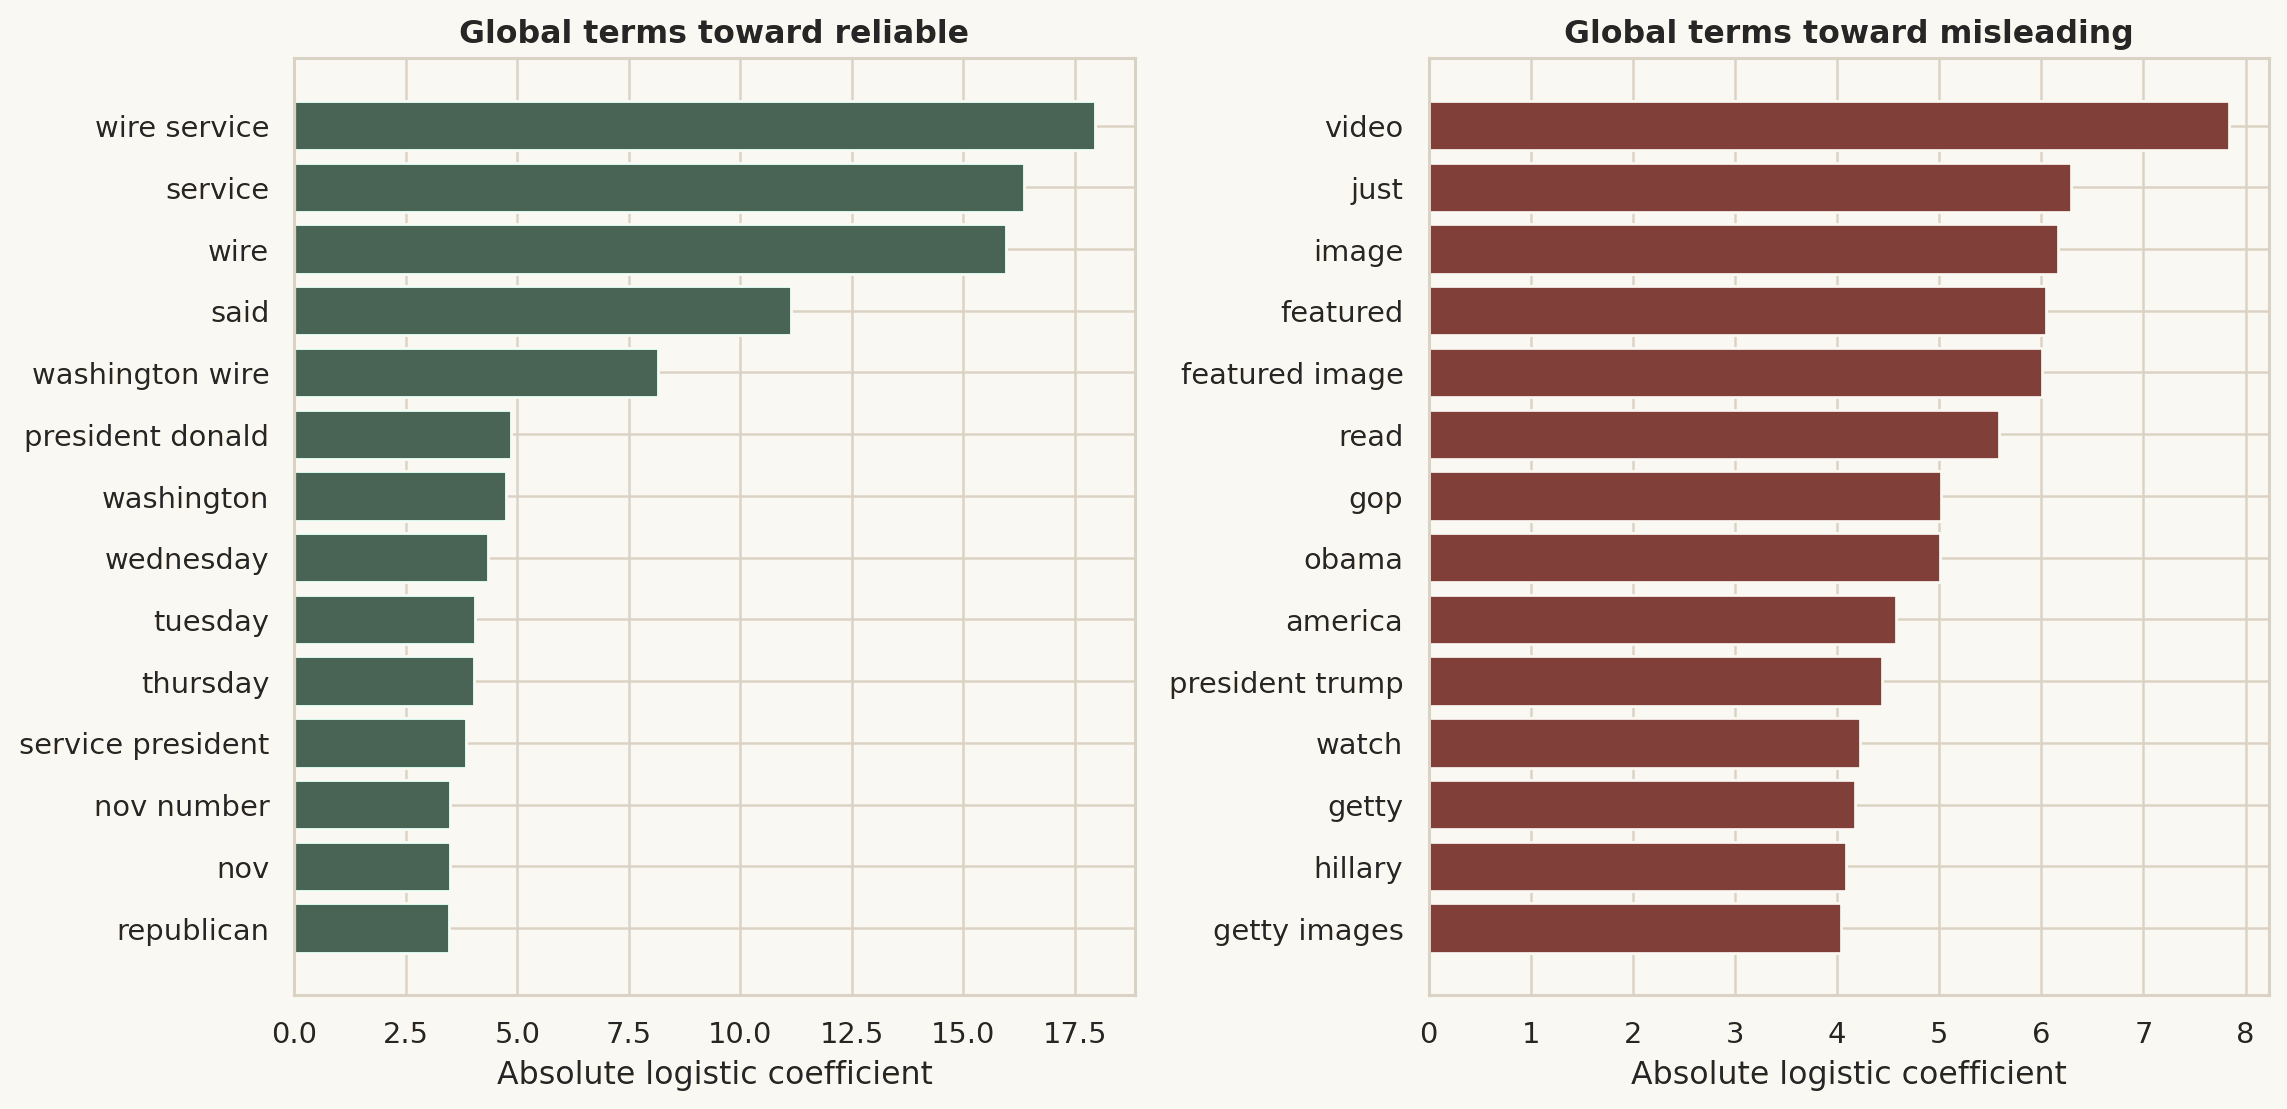 Global terms toward reliable
wire service
service
wire
said
washington wire
president donald
washington
wednesday
tuesday
thursday
service president
nov number
nov
republican
0.0 2.5 5.0 7.5 10.0 12.5 15.0 17.5
Absolute logistic coefficient
Global terms toward misleading
video
just
image
featured
featured image
read
gop
obama
america
president trump
watch
getty
hillary
getty images
0 1 2 3 4 5 6 7 8
Absolute logistic coefficient